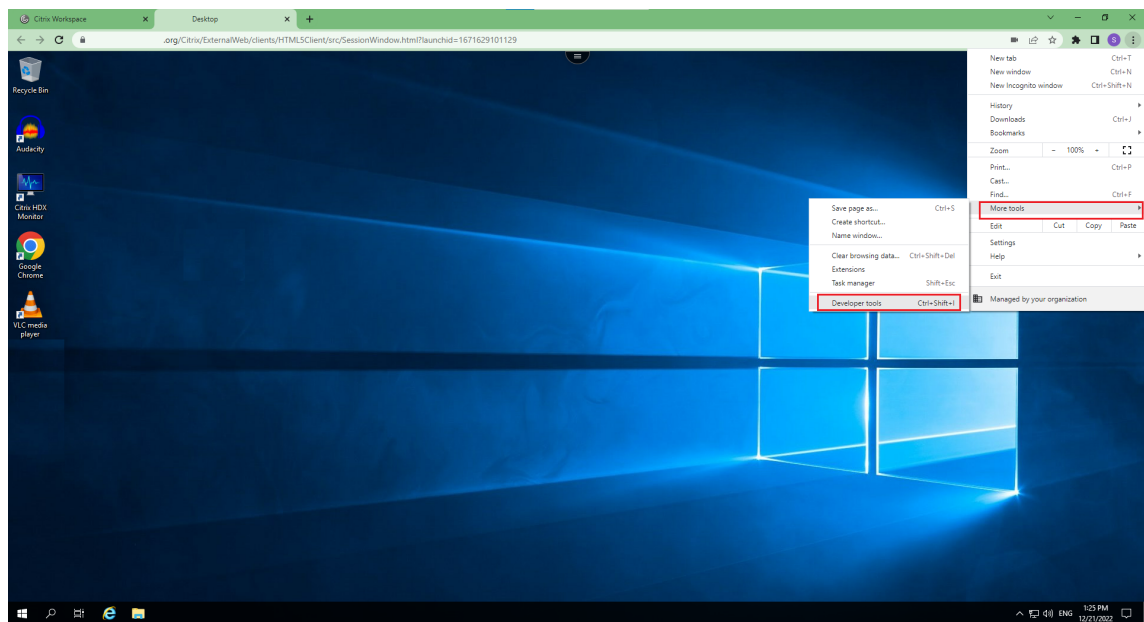 Citrix Workspace
Desktop
.org/Citrix/ExternalWeb/clients/HTML5Client/src/SessionWindow.html?launchid=1671629101129
S
New tab Ctrl+T
New window Ctrl+N
New Incognito window Ctrl+Shift+N
History
Downloads Ctrl+J
Bookmarks
Zoom - 100% +
Print... Ctrl+P
Cast...
Find... Ctrl+F
More tools
Edit Cut Copy Paste
Settings
Help
Exit
Managed by your organization
Save page as... Ctrl+S
Create shortcut...
Name window...
Clear browsing data... Ctrl+Shift+Del
Extensions
Task manager Shift+Esc
Developer tools Ctrl+Shift+I
Recycle Bin
Audacity
Citrix HDX
Monitor
Google
Chrome
VLC media
player
ENG
1:25 PM
12/21/2022